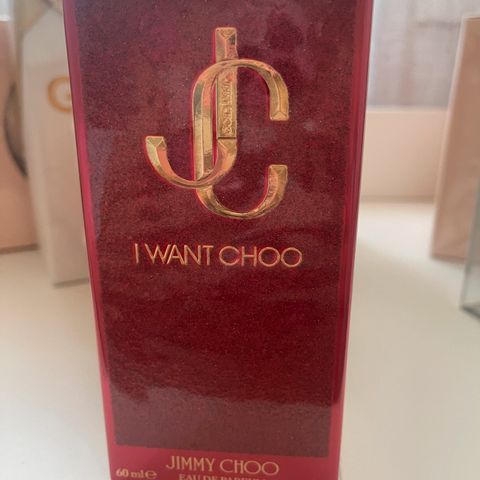 JC
I WANT CHOO
JIMMY CHOO
60 ml e
EAU DE PARFUM